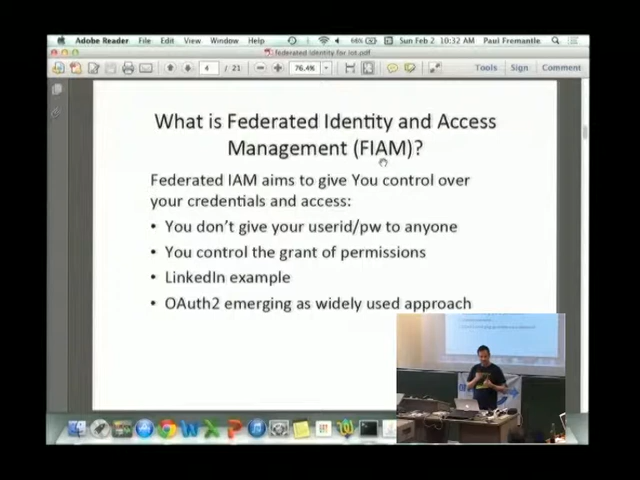 Adobe Reader File Edit View Window Help 66% Sun Feb 2 10:32 AM Paul Fremantle
Federated Identity for IoT.pdf
4 / 21 76.4% Tools Sign Comment
What is Federated Identity and Access
Management (FIAM)?
Federated IAM aims to give You control over
your credentials and access:
• You don't give your userid/pw to anyone
• You control the grant of permissions
• LinkedIn example
• OAuth2 emerging as widely used approach